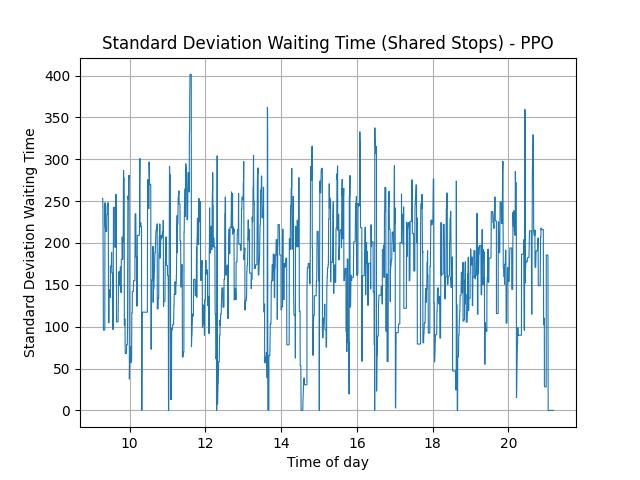 Standard Deviation Waiting Time (Shared Stops) - PPO
Standard Deviation Waiting Time
400
350
300
250
200
150
100
50
0
10 12 14 16 18 20
Time of day